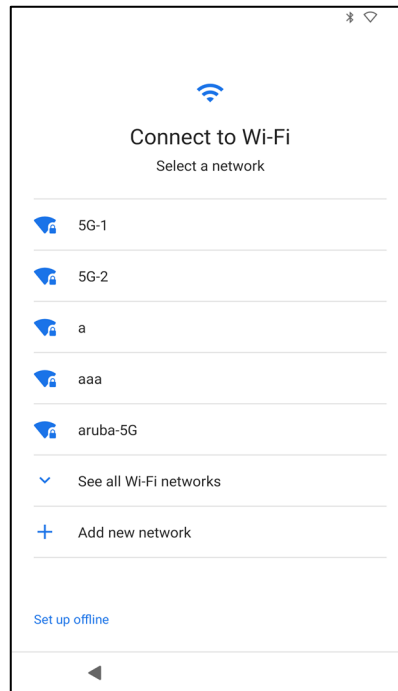 Connect to Wi-Fi
Select a network
5G-1
5G-2
a
aaa
aruba-5G
See all Wi-Fi networks
Add new network
Set up offline